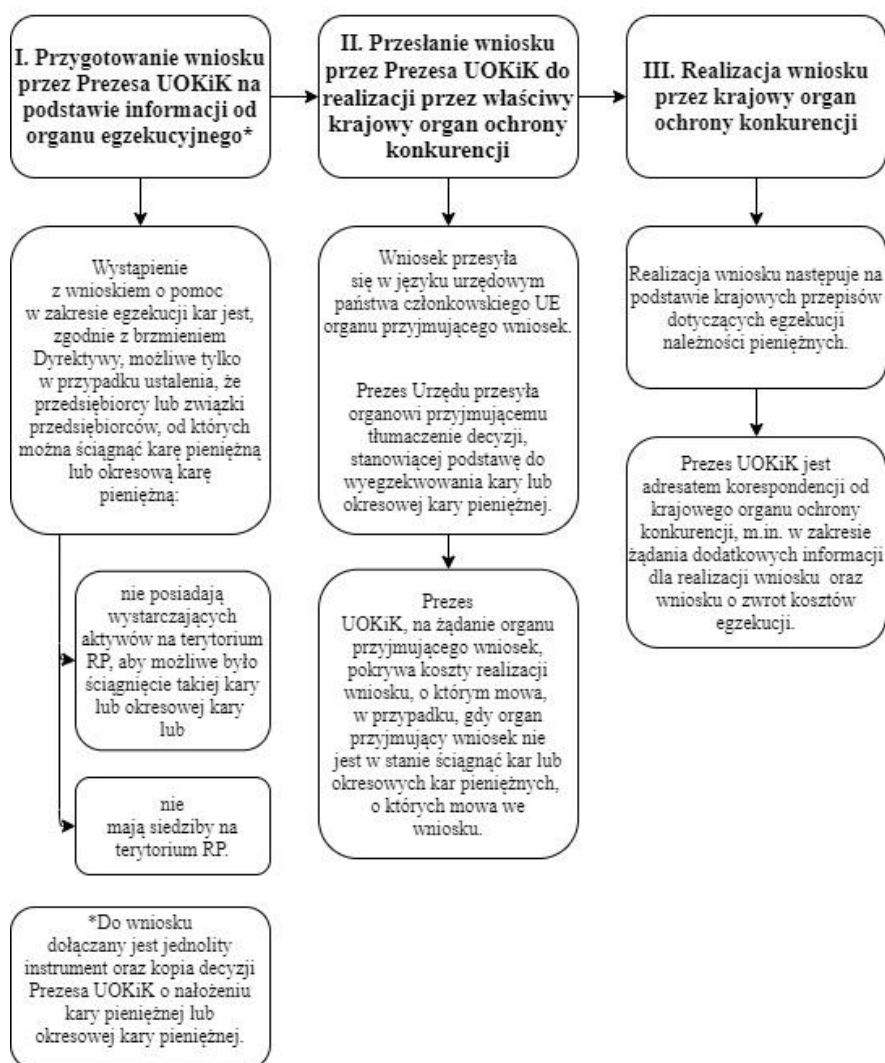 I. Przygotowanie wniosku
przez Prezesa UOKiK na
podstawie informacji od
organu egzekucyjnego*
II. Przesłanie wniosku
przez Prezesa UOKiK do
realizacji przez właściwy
krajowy organ ochrony
konkurencji
III. Realizacja wniosku
przez krajowy organ
ochrony konkurencji
Wystąpienie
z wnioskiem o pomoc
w zakresie egzekucji kar jest,
zgodnie z brzmieniem
Dyrektywy, możliwe tylko
w przypadku ustalenia, że
przedsiębiorcy lub związki
przedsiębiorców, od których
można ściągnąć karę pieniężną
lub okresową karę
pieniężną:
nie posiadają
wystarczających
aktywów na terytorium
RP, aby możliwe było
ściągnięcie takiej kary
lub okresowej kary
lub
nie
mają siedziby na
terytorium RP.
*Do wniosku
dołączany jest jednolity
instrument oraz kopia decyzji
Prezesa UOKiK o nałożeniu
kary pieniężnej lub
okresowej kary pieniężnej.
Wniosek przesyła
się w języku urzędowym
państwa członkowskiego UE
organu przyjmującego wniosek.
Prezes Urzędu przesyła
organowi przyjmującemu
tłumaczenie decyzji,
stanowiącej podstawę do
wyegzekwowania kary lub
okresowej kary pieniężnej.
Prezes
UOKiK, na żądanie organu
przyjmującego wniosek,
pokrywa koszty realizacji
wniosku, o którym mowa,
w przypadku, gdy organ
przyjmujący wniosek nie
jest w stanie ściągnąć kar lub
okresowych kar pieniężnych,
o których mowa we
wniosku.
Realizacja wniosku następuje na
podstawie krajowych przepisów
dotyczących egzekucji
należności pieniężnych.
Prezes UOKiK jest
adresatem korespondencji od
krajowego organu ochrony
konkurencji, m.in. w zakresie
żądania dodatkowych informacji
dla realizacji wniosku oraz
wniosku o zwrot kosztów
egzekucji.